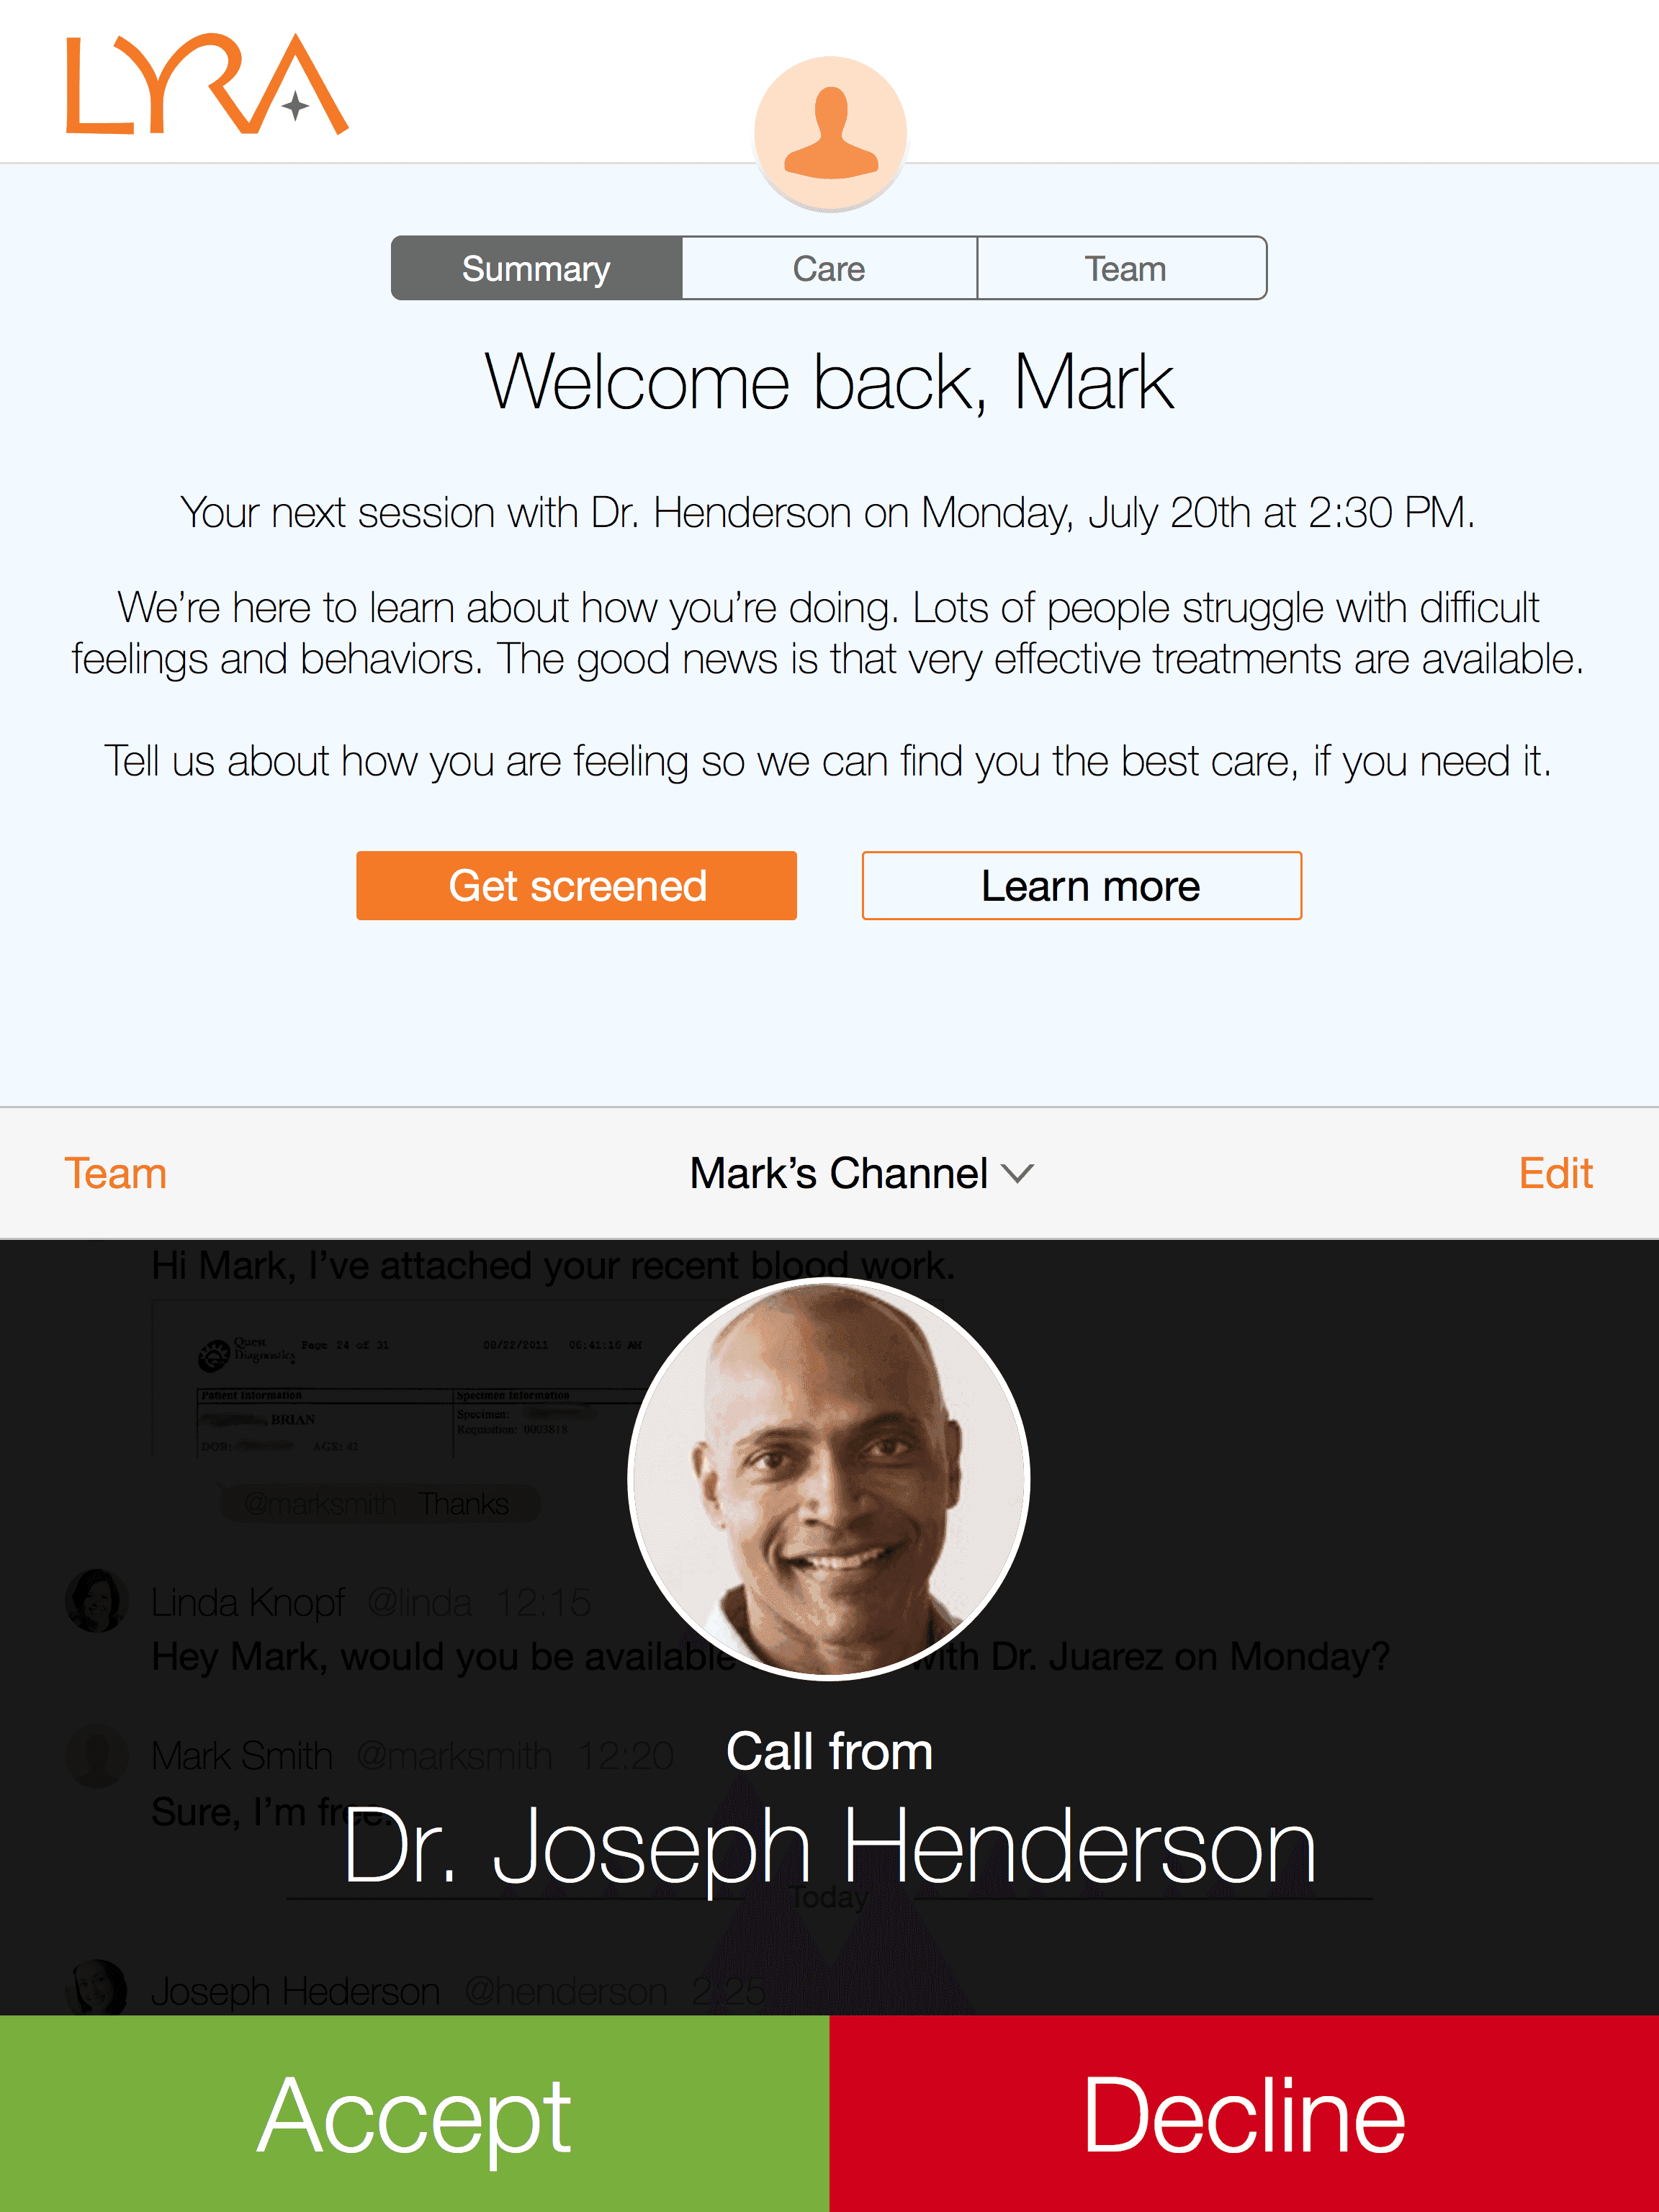 LYRA
Summary Care Team
Welcome back, Mark
Your next session with Dr. Henderson on Monday, July 20th at 2:30 PM.
We’re here to learn about how you’re doing. Lots of people struggle with difficult
feelings and behaviors. The good news is that very effective treatments are available.
Tell us about how you are feeling so we can find you the best care, if you need it.
Get screened Learn more
Team Mark’s Channel Edit
Hi Mark, I’ve attached your recent blood work.
Quest Diagnostics Page 24 of 31 08/22/2011 06:41:16 AM
Patient Information Specimen Information
BRIAN Specimen:
Requisition: 0003818
DOB: AGE: 42
@marksmith Thanks
Linda Knopf @linda 12:15
Hey Mark, would you be available with Dr. Juarez on Monday?
Mark Smith @marksmith 12:20
Call from
Sure, I’m free.
Dr. Joseph Henderson
Today
Joseph Hederson @henderson 2:25
Accept Decline